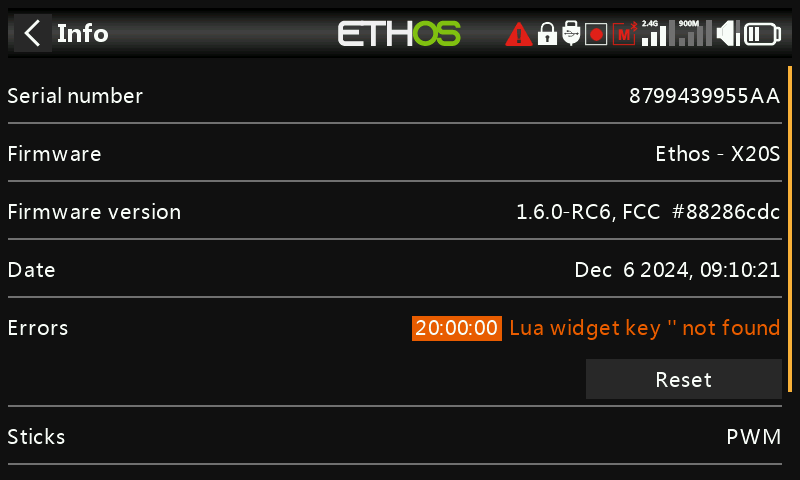 Info
ETHOS
M
2.4G
900M
Serial number
8799439955AA
Firmware
Ethos - X20S
Firmware version
1.6.0-RC6, FCC #88286cdc
Date
Dec 6 2024, 09:10:21
Errors
20:00:00 Lua widget key '' not found
Reset
Sticks
PWM